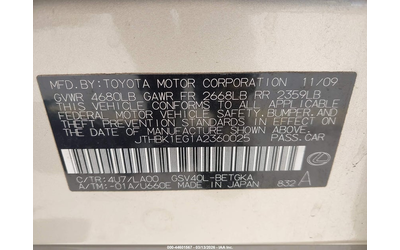 MFD.BY: TOYOTA MOTOR CORPORATION 11/09
GVWR 4680LB GAWR FR 2668LB RR 2359LB
THIS VEHICLE CONFORMS TO ALL APPLICABLE
FEDERAL MOTOR VEHICLE SAFETY, BUMPER, AND
THEFT PREVENTION STANDARDS IN EFFECT ON
THE DATE OF MANUFACTURE SHOWN ABOVE.
JTHBK1EG1A2360025 PASS.CAR
C/TR: 4U7/LA00 GSV40L-BETGKA
A/TM:-01A/U660E MADE IN JAPAN 832 A